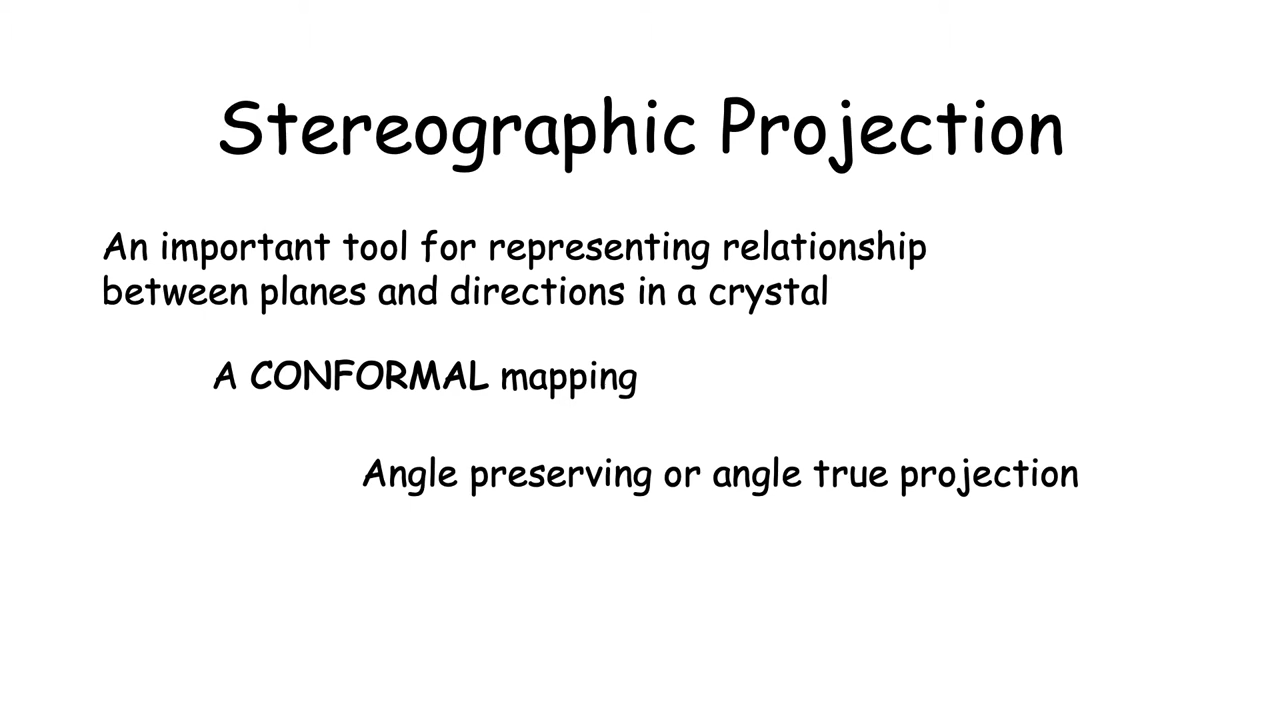 Stereographic Projection
An important tool for representing relationship
between planes and directions in a crystal
A CONFORMAL mapping
Angle preserving or angle true projection